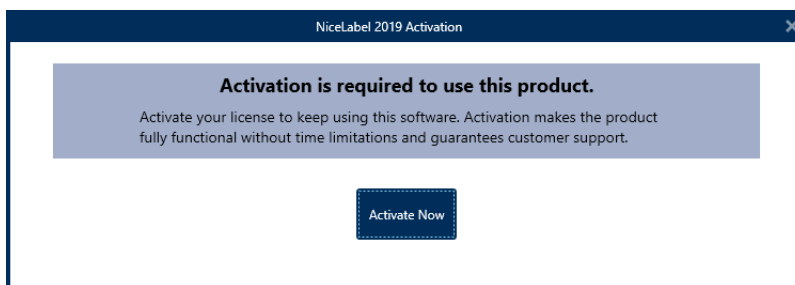 NiceLabel 2019 Activation
Activation is required to use this product.
Activate your license to keep using this software. Activation makes the product
fully functional without time limitations and guarantees customer support.
Activate Now